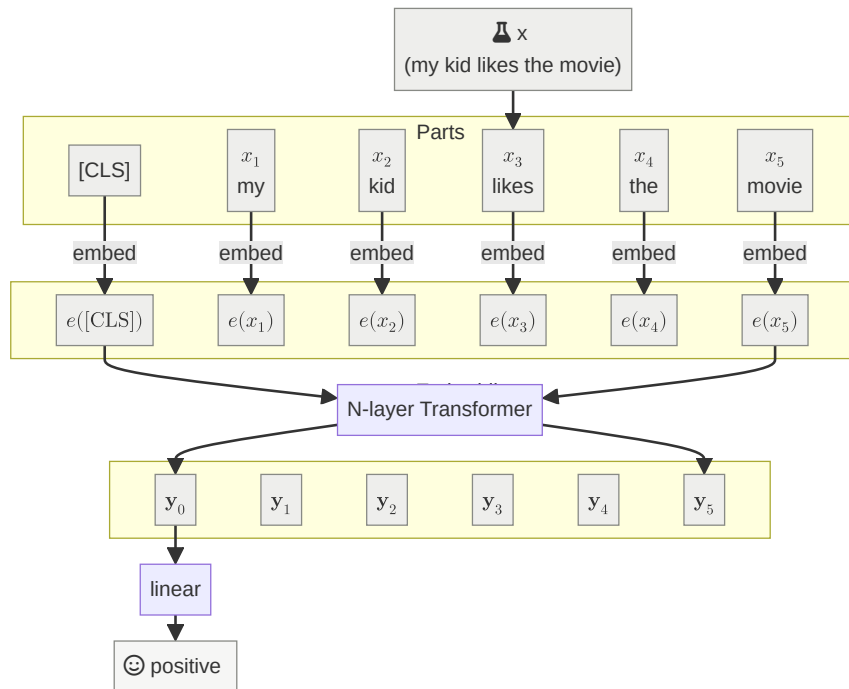 x
(my kid likes the movie)
Parts
[CLS]
x₁
my
x₂
kid
x₃
likes
x₄
the
x₅
movie
embed embed embed embed embed embed
e([CLS]) e(x₁) e(x₂) e(x₃) e(x₄) e(x₅)
N-layer Transformer
y₀ y₁ y₂ y₃ y₄ y₅
linear
positive